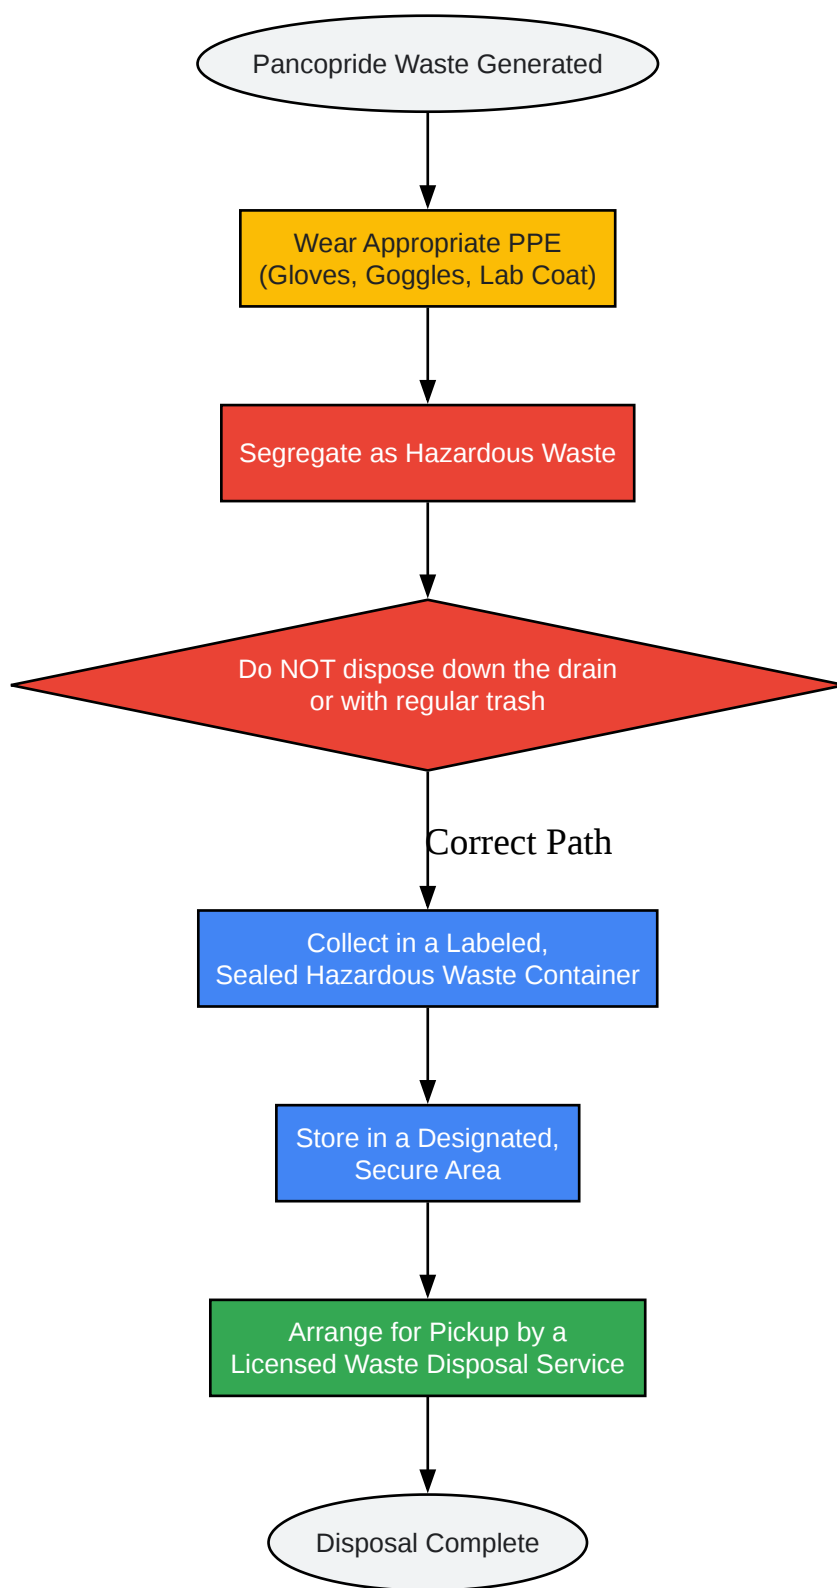 Pancopride Waste Generated
Wear Appropriate PPE
(Gloves, Goggles, Lab Coat)
Segregate as Hazardous Waste
Do NOT dispose down the drain
or with regular trash
Correct Path
Collect in a Labeled,
Sealed Hazardous Waste Container
Store in a Designated,
Secure Area
Arrange for Pickup by a
Licensed Waste Disposal Service
Disposal Complete